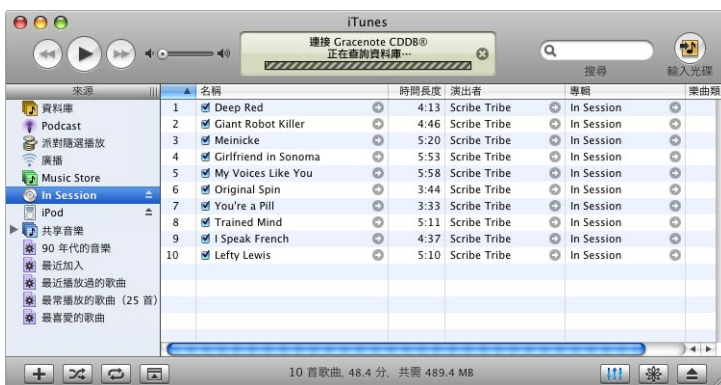 iTunes
連接 Gracenote CDDB®
正在查詢資料庫…
搜尋
輸入光碟
來源
名稱 時間長度 演出者 專輯 樂曲類
資料庫
Podcast
派對隨選播放
廣播
Music Store
In Session
iPod
共享音樂
90 年代的音樂
最近加入
最近播放過的歌曲
最常播放的歌曲（25 首）
最喜愛的歌曲
1 Deep Red 4:13 Scribe Tribe In Session
2 Giant Robot Killer 4:46 Scribe Tribe In Session
3 Meinicke 5:20 Scribe Tribe In Session
4 Girlfriend in Sonoma 5:53 Scribe Tribe In Session
5 My Voices Like You 5:58 Scribe Tribe In Session
6 Original Spin 3:44 Scribe Tribe In Session
7 You're a Pill 3:33 Scribe Tribe In Session
8 Trained Mind 5:11 Scribe Tribe In Session
9 I Speak French 4:37 Scribe Tribe In Session
10 Lefty Lewis 5:10 Scribe Tribe In Session
10 首歌曲, 48.4 分, 共需 489.4 MB